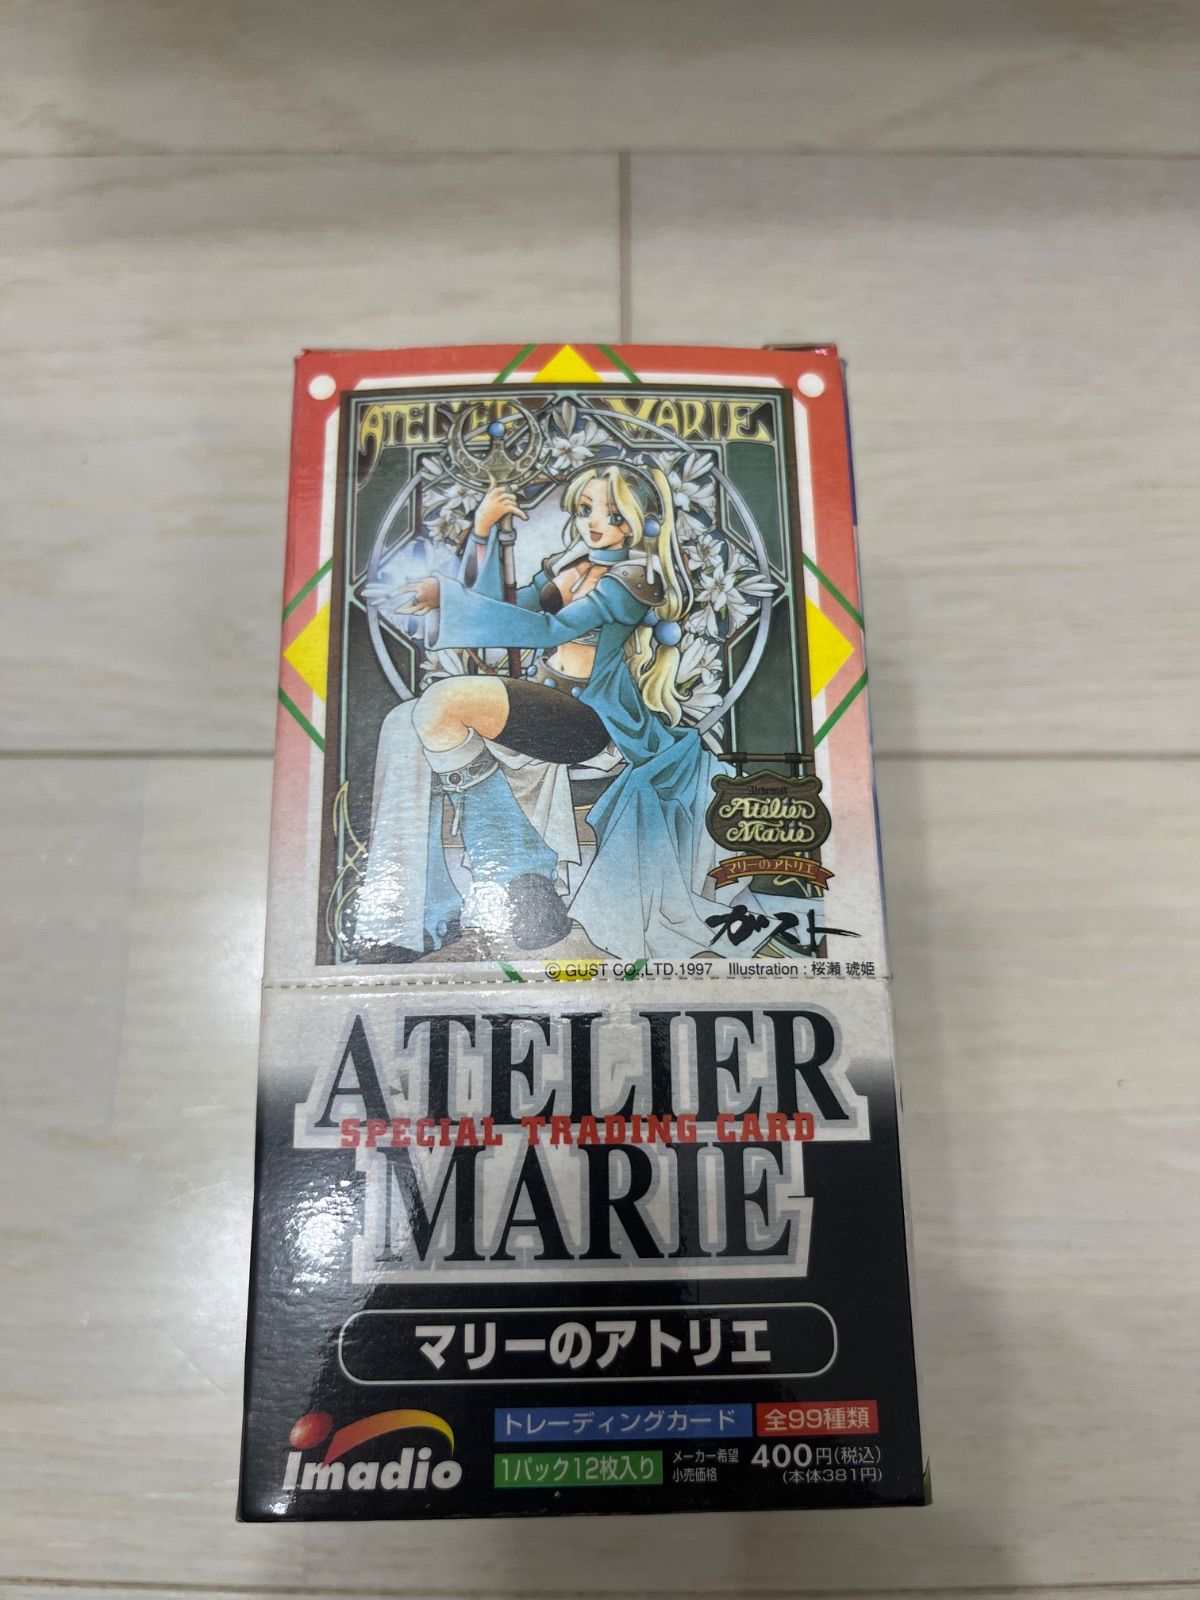 ATELIER MARIE
Alchemist
Atelier
Marie
マリーのアトリエ
ガスト
© GUST CO.,LTD.1997 Illustration : 桜瀬 琥姫
ATELIER
SPECIAL TRADING CARD
MARIE
マリーのアトリエ
Imadio
トレーディングカード 全99種類
1パック12枚入り メーカー希望小売価格 400円(税込)
(本体381円)